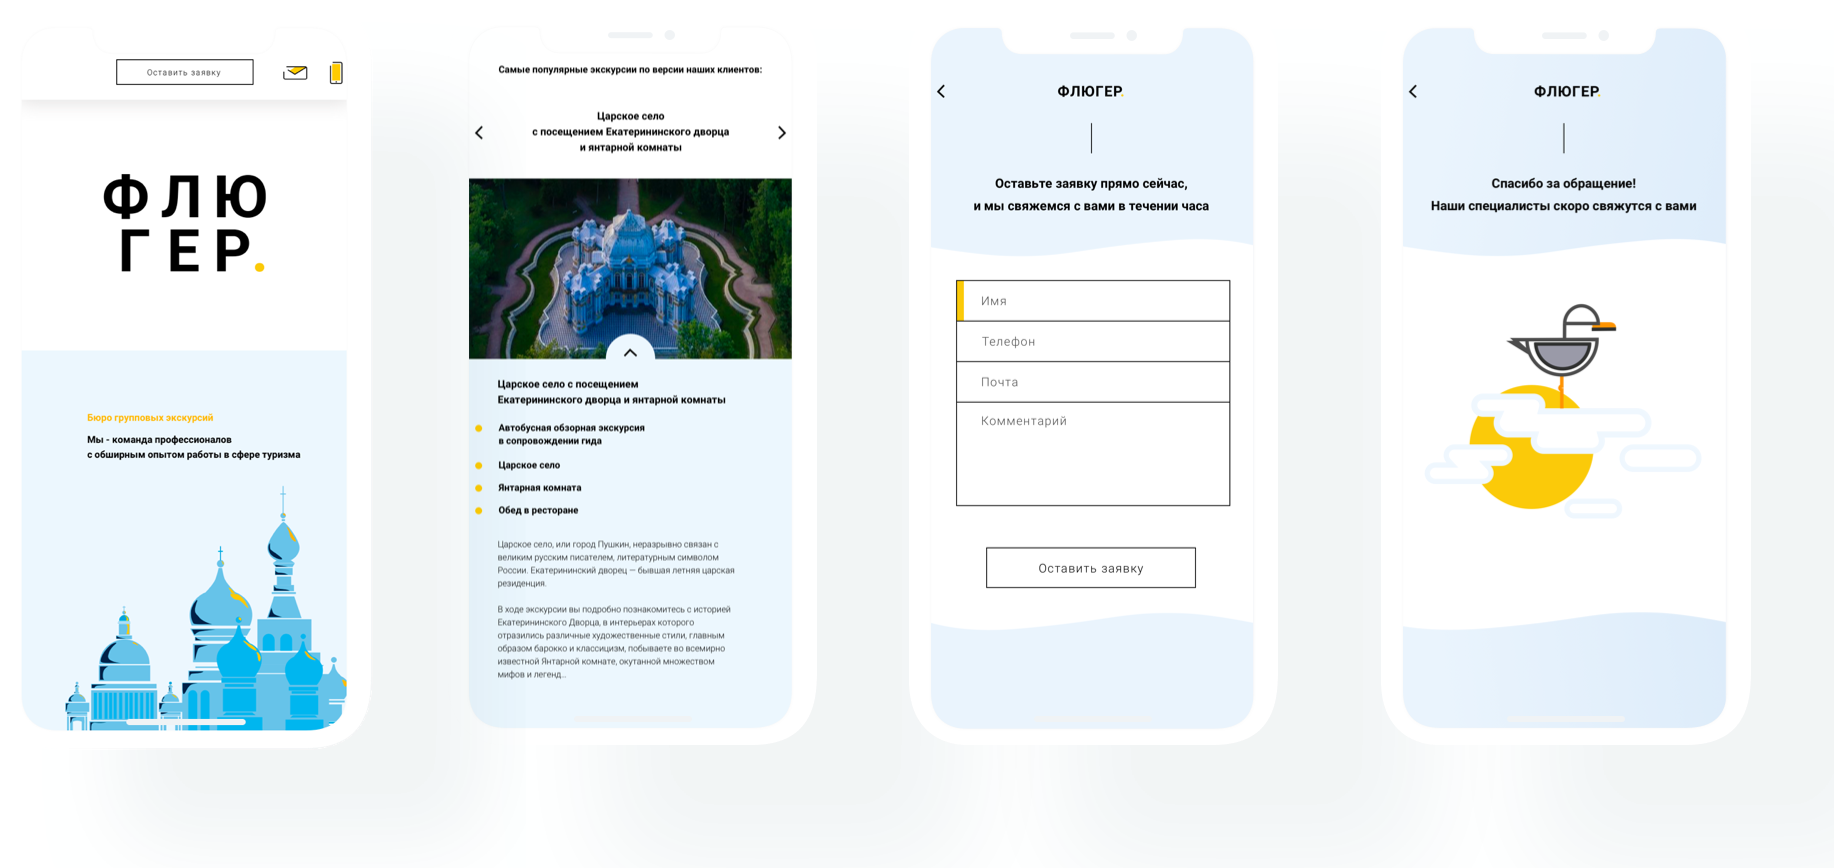 Оставить заявку
ФЛЮ
ГЕР.
Бюро групповых экскурсий
Мы - команда профессионалов
с обширным опытом работы в сфере туризма
Самые популярные экскурсии по версии наших клиентов:
Царское село
с посещением Екатерининского дворца
и янтарной комнаты
Царское село с посещением
Екатерининского дворца и янтарной комнаты
Автобусная обзорная экскурсия
в сопровождении гида
Царское село
Янтарная комната
Обед в ресторане
Царское село, или город Пушкин, неразрывно связан с
великим русским писателем, литературным символом
России. Екатерининский дворец — бывшая летняя царская
резиденция.
В ходе экскурсии вы подробно познакомитесь с историей
Екатерининского Дворца, в интерьерах которого
отразились различные художественные стили, главным
образом барокко и классицизм, побываете во всемирно
известной Янтарной комнате, окутанной множеством
мифов и легенд...
ФЛЮГЕР.
Оставьте заявку прямо сейчас,
и мы свяжемся с вами в течении часа
Имя
Телефон
Почта
Комментарий
Оставить заявку
ФЛЮГЕР.
Спасибо за обращение!
Наши специалисты скоро свяжутся с вами